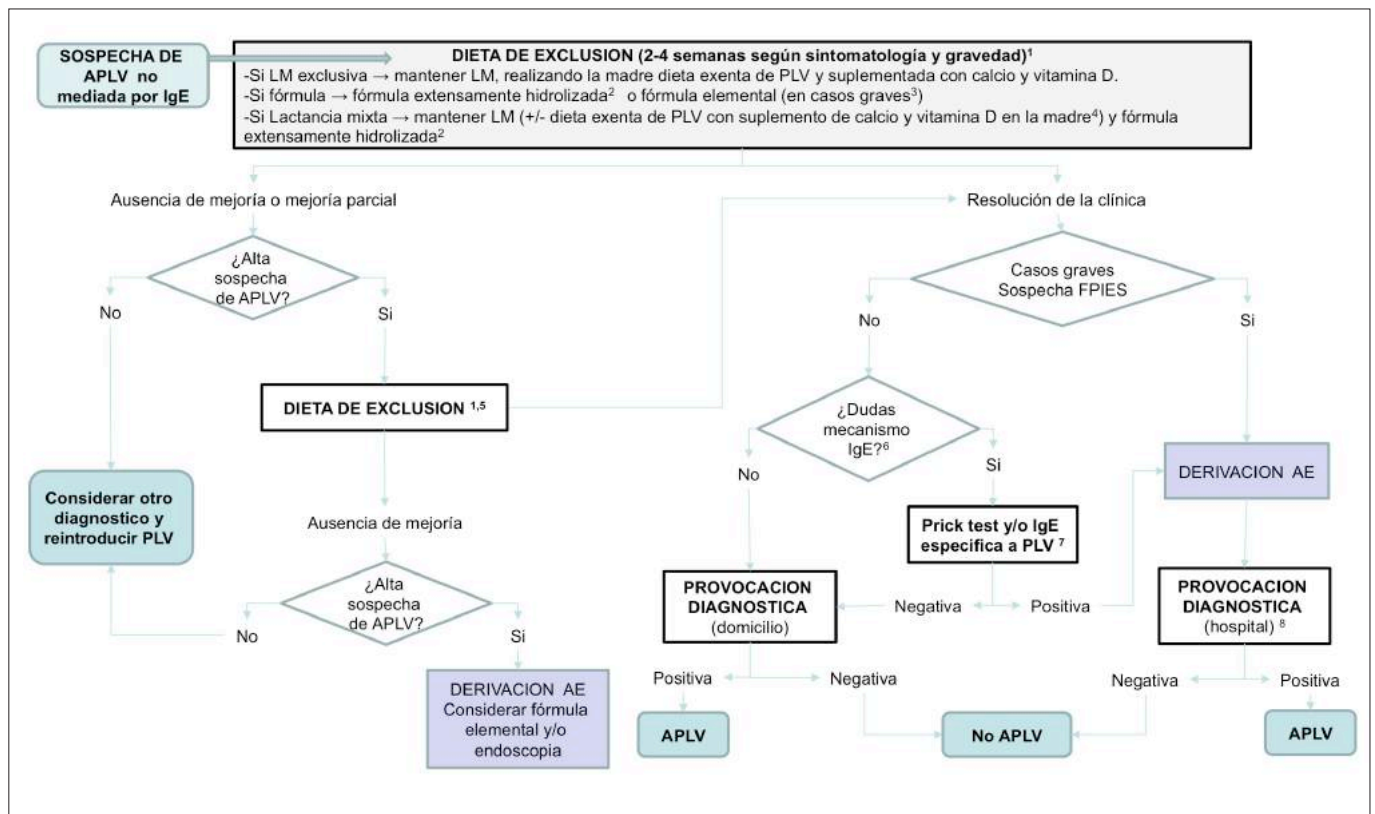 SOSPECHA DE
APLV no
mediada por IgE
DIETA DE EXCLUSION (2-4 semanas según sintomatología y gravedad)¹
-Si LM exclusiva → mantener LM, realizando la madre dieta exenta de PLV y suplementada con calcio y vitamina D.
-Si fórmula → fórmula extensamente hidrolizada² o fórmula elemental (en casos graves³)
-Si Lactancia mixta → mantener LM (+/- dieta exenta de PLV con suplemento de calcio y vitamina D en la madre⁴) y fórmula
extensamente hidrolizada²
Ausencia de mejoría o mejoría parcial
Resolución de la clínica
¿Alta
sospecha
de APLV?
No
Si
Casos graves
Sospecha FPIES
No
Si
DIETA DE EXCLUSION ¹,⁵
¿Dudas
mecanismo
IgE?⁶
No
Si
DERIVACION AE
Considerar otro
diagnostico y
reintroducir PLV
Ausencia de mejoría
Prick test y/o IgE
especifica a PLV ⁷
¿Alta
sospecha
de APLV?
No
Si
PROVOCACION
DIAGNOSTICA
(domicilio)
Negativa
Positiva
PROVOCACION
DIAGNOSTICA
(hospital) ⁸
DERIVACION AE
Considerar fórmula
elemental y/o
endoscopia
Positiva
Negativa
Negativa
Positiva
APLV
No APLV
APLV